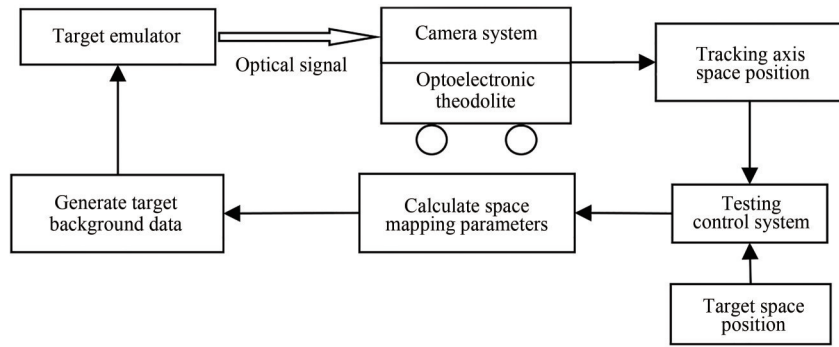 Target emulator
Optical signal
Camera system
Optoelectronic
theodolite
Tracking axis
space position
Generate target
background data
Calculate space
mapping parameters
Testing
control system
Target space
position